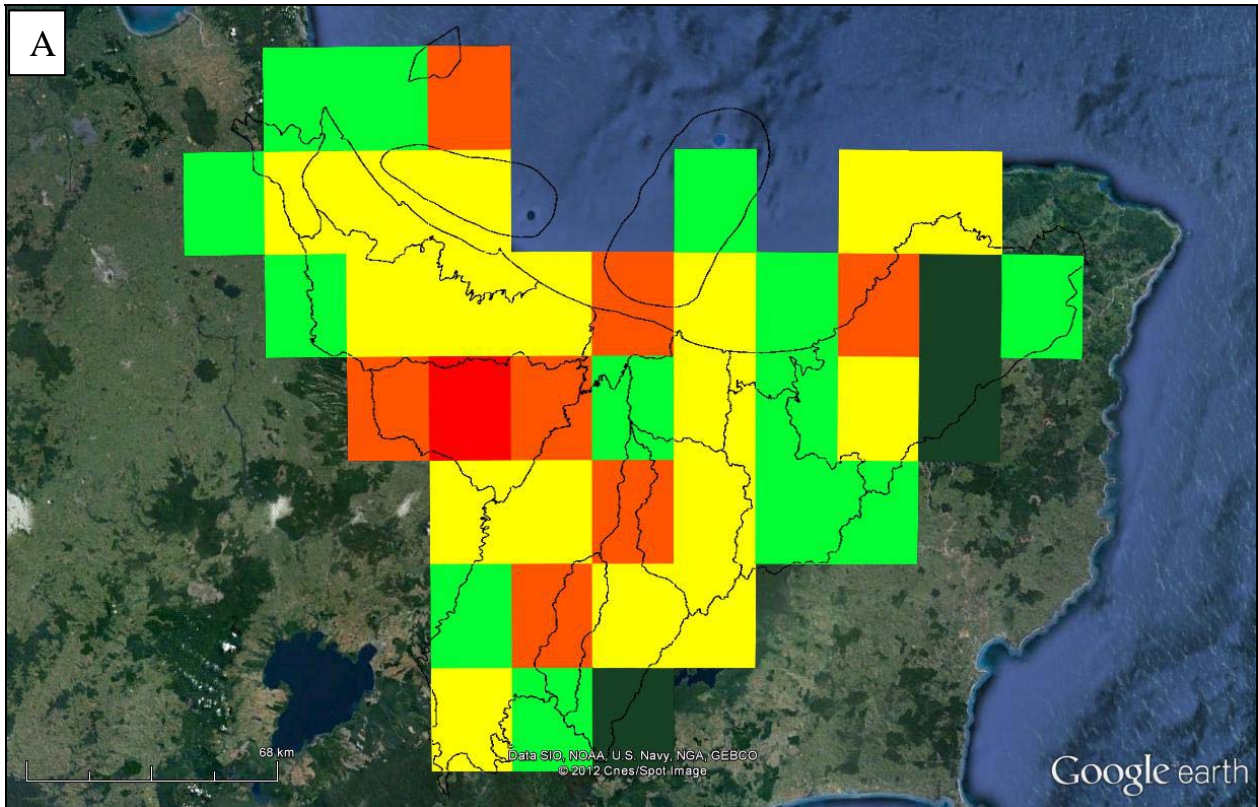 A
68 km
Data SIO, NOAA, U.S. Navy, NGA, GEBCO
© 2012 Cnes/Spot Image
Google earth